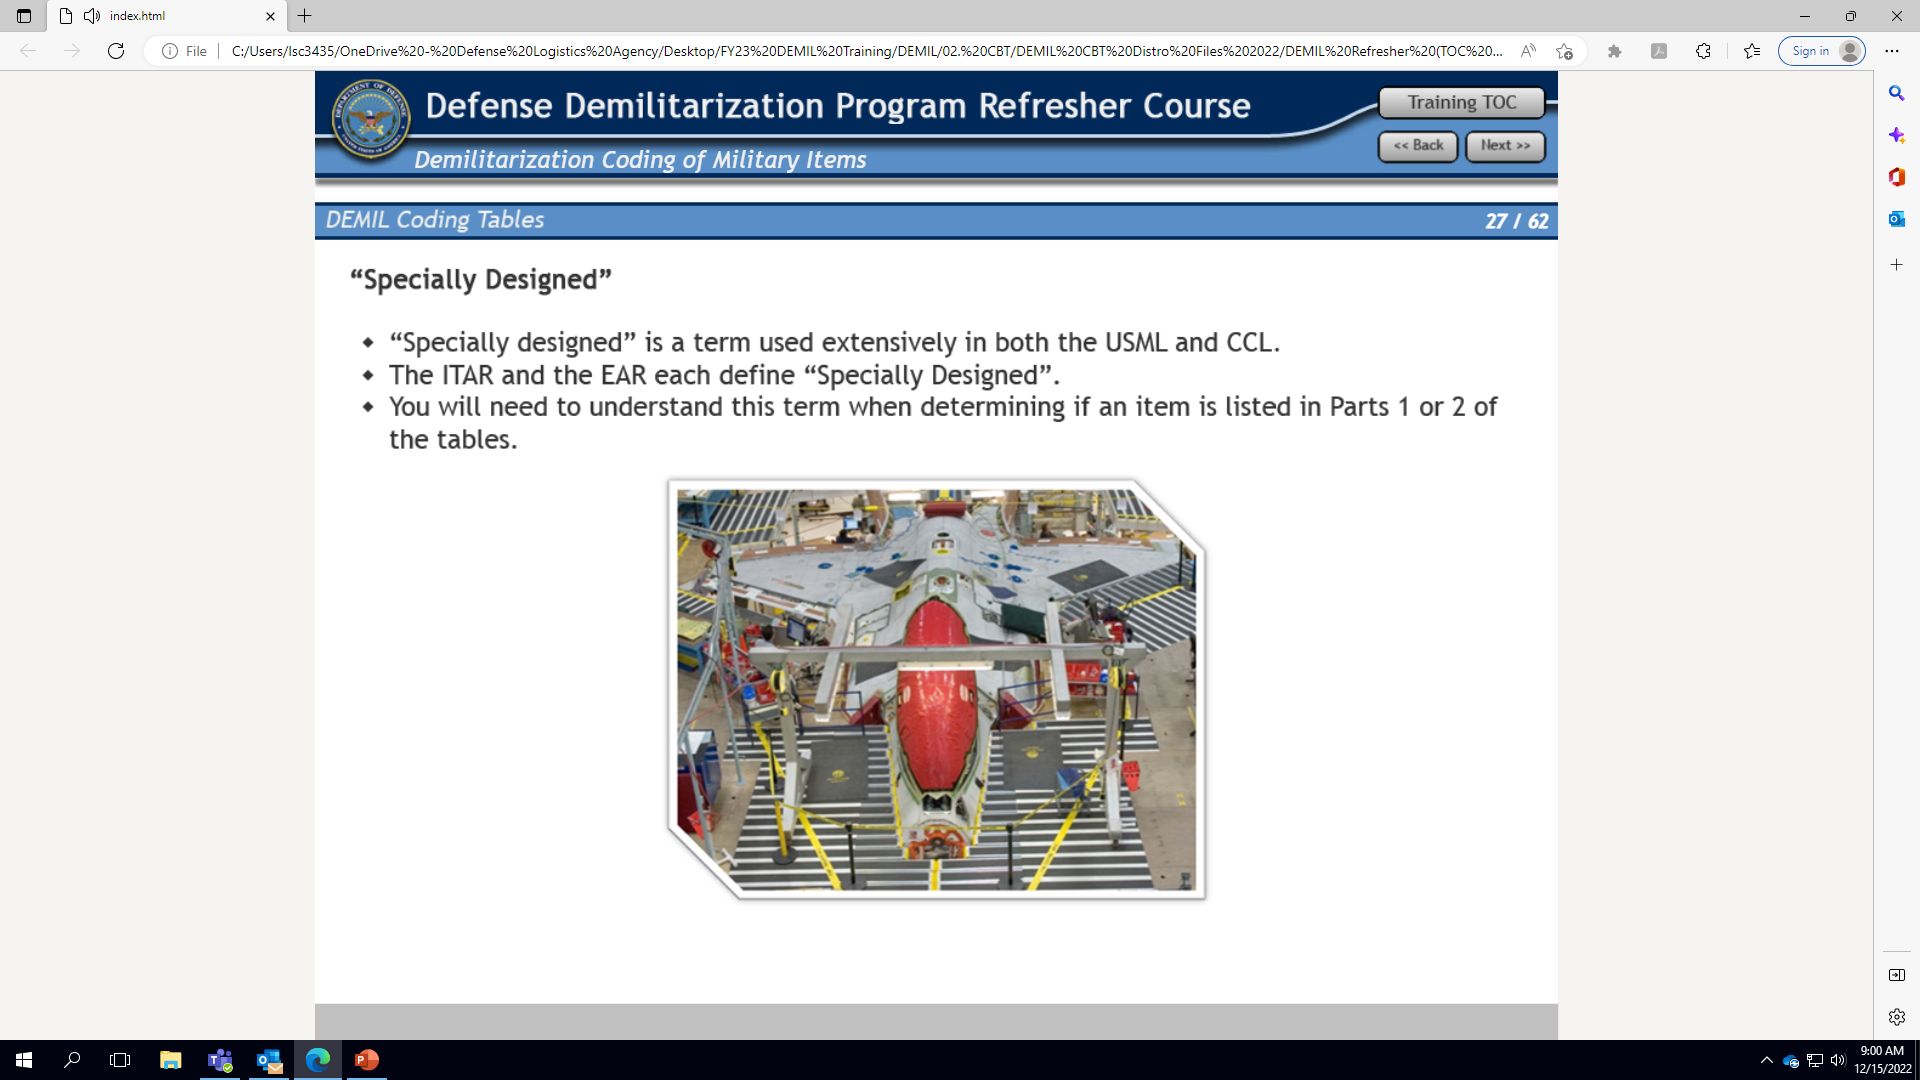 index.html
File
C:/Users/lsc3435/OneDrive%20-%20Defense%20Logistics%20Agency/Desktop/FY23%20DEMIL%20Training/DEMIL/02.%20CBT/DEMIL%20CBT%20Distro%20Files%202022/DEMIL%20Refresher%20(TOC%20...
Sign in
Defense Demilitarization Program Refresher Course
Training TOC
<< Back
Next >>
Demilitarization Coding of Military Items
DEMIL Coding Tables
27 / 62
“Specially Designed”
“Specially designed” is a term used extensively in both the USML and CCL.
The ITAR and the EAR each define “Specially Designed”.
You will need to understand this term when determining if an item is listed in Parts 1 or 2 of
the tables.
9:00 AM
12/15/2022